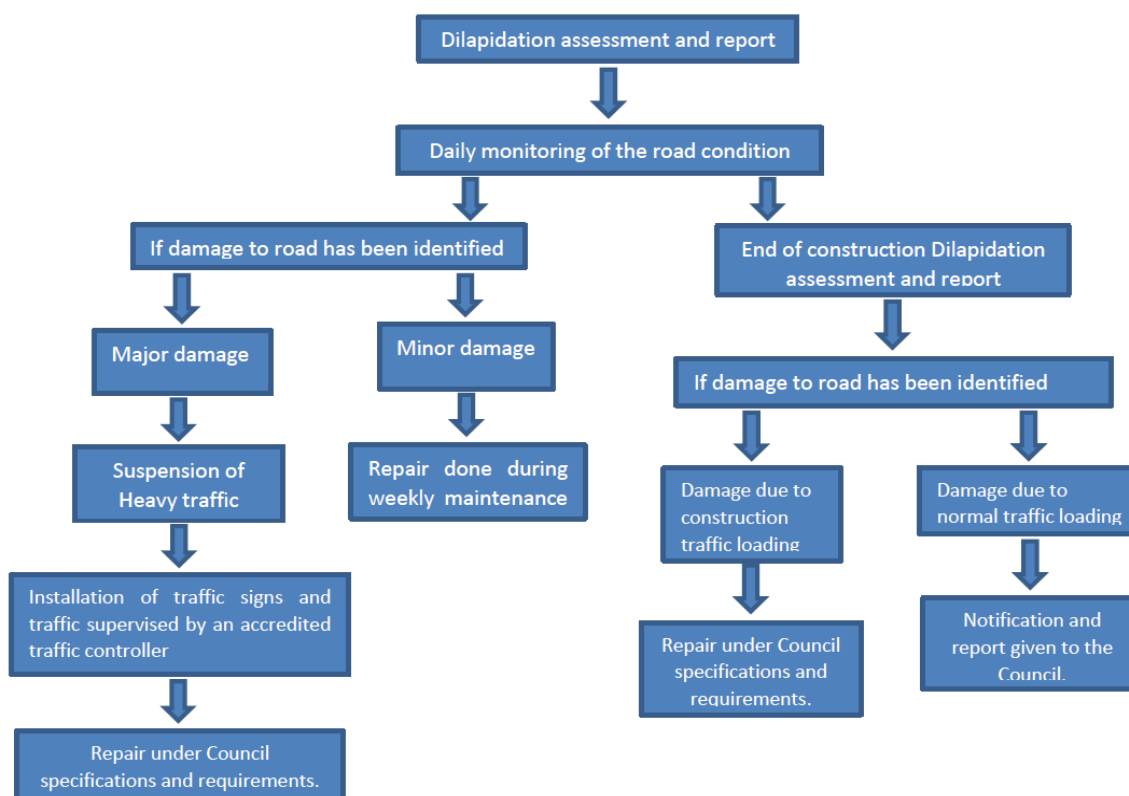 Dilapidation assessment and report
Daily monitoring of the road condition
If damage to road has been identified
End of construction Dilapidation
assessment and report
Major damage
Minor damage
If damage to road has been identified
Suspension of
Heavy traffic
Repair done during
weekly maintenance
Damage due to
construction
traffic loading
Damage due to
normal traffic loading
Installation of traffic signs and
traffic supervised by an accredited
traffic controller
Repair under Council
specifications and
requirements.
Notification and
report given to the
Council.
Repair under Council
specifications and requirements.